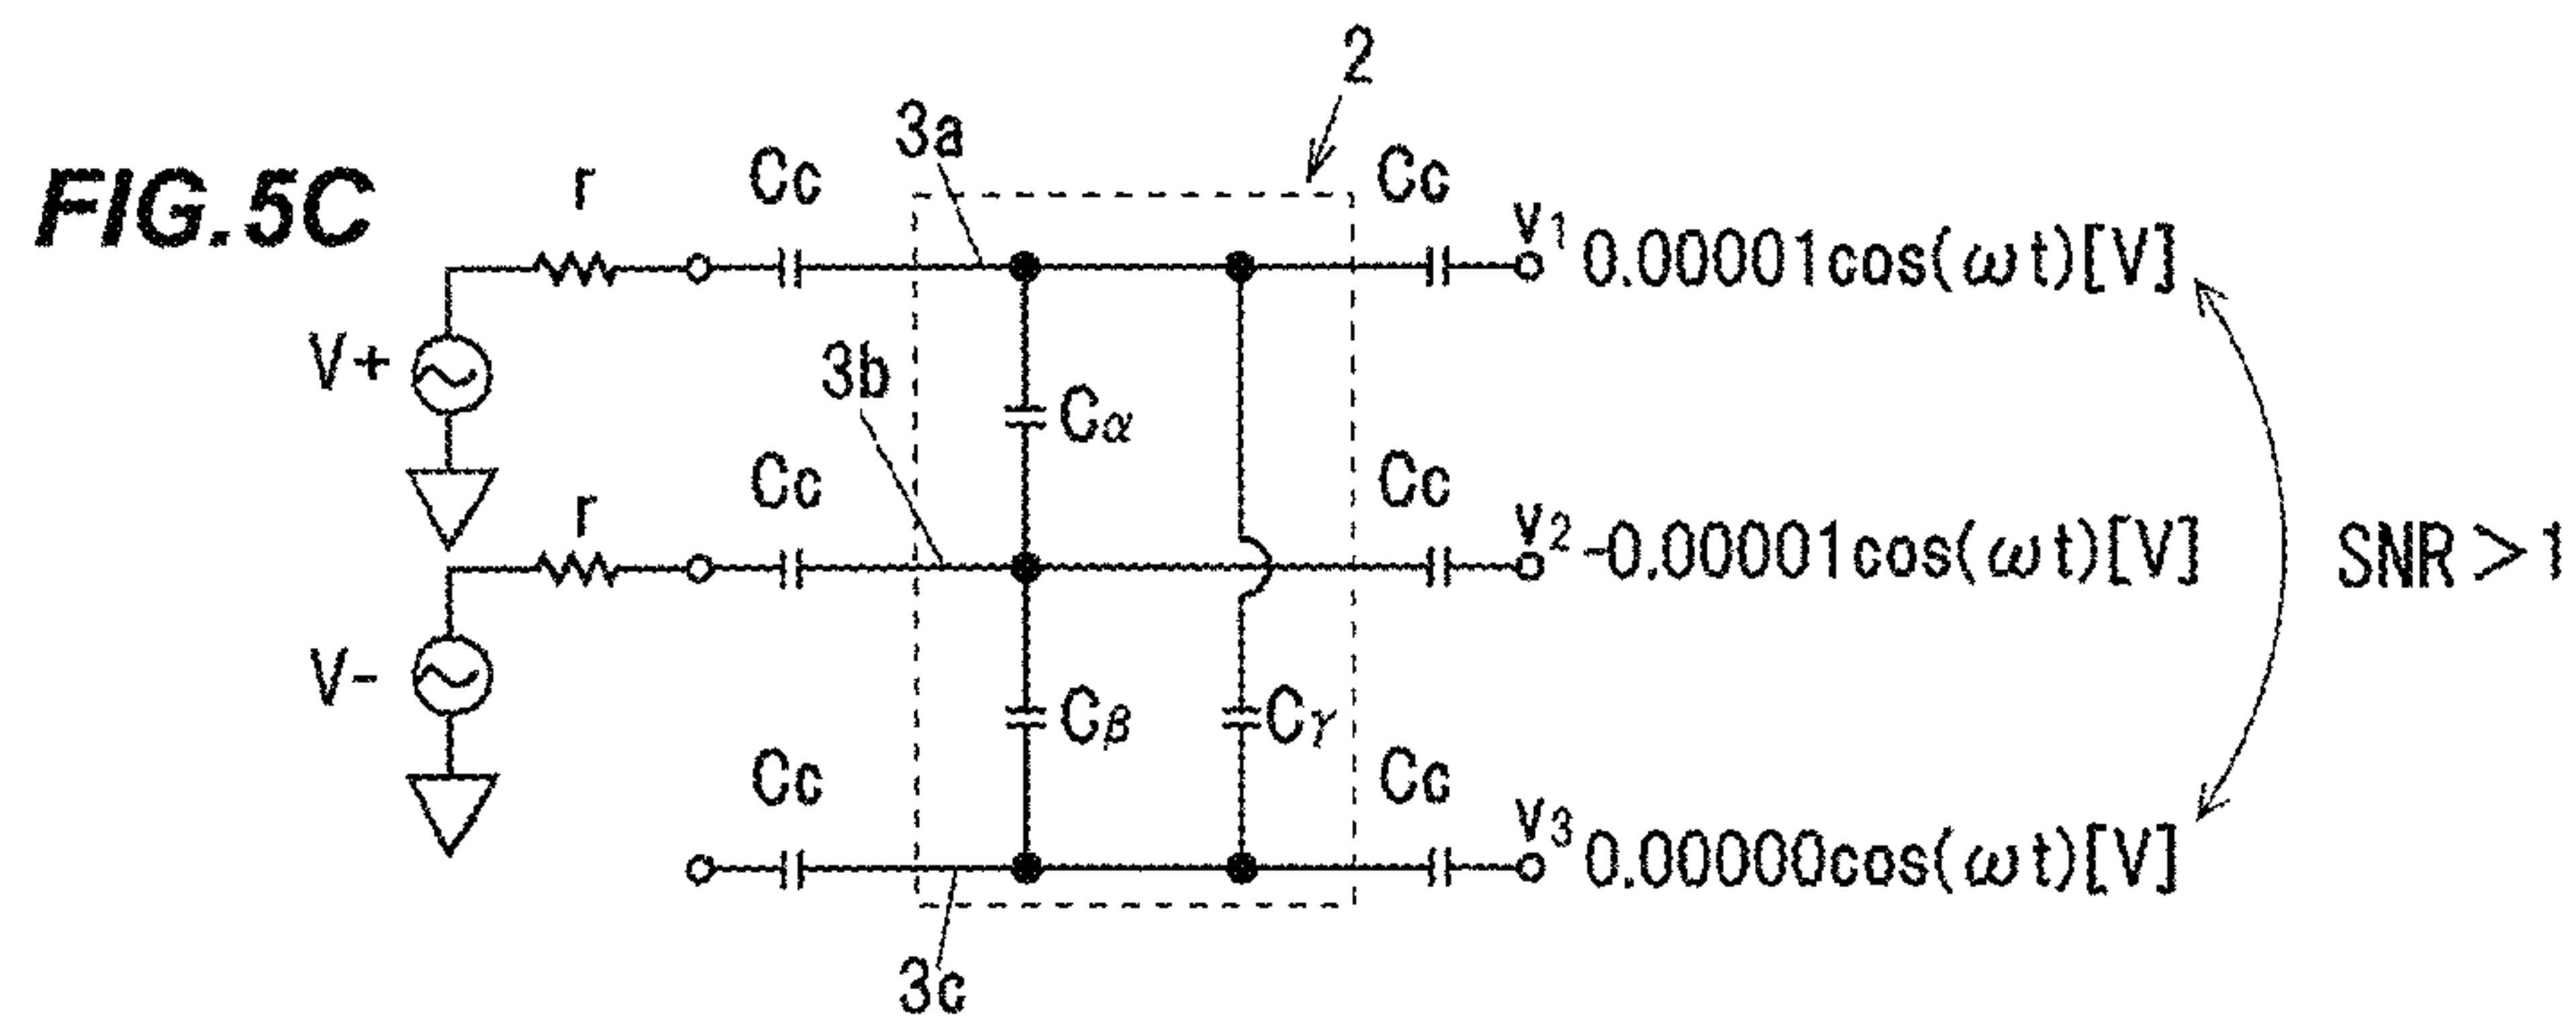 2
3a
FIG.5C
r
Cc
Cc
v1 0.00001cos(ωt)[V]
V+
3b
Cα
r
Cc
Cc
v2 -0.00001cos(ωt)[V]
SNR>1
V-
Cβ
Cγ
Cc
Cc
v3 0.00000cos(ωt)[V]
3c